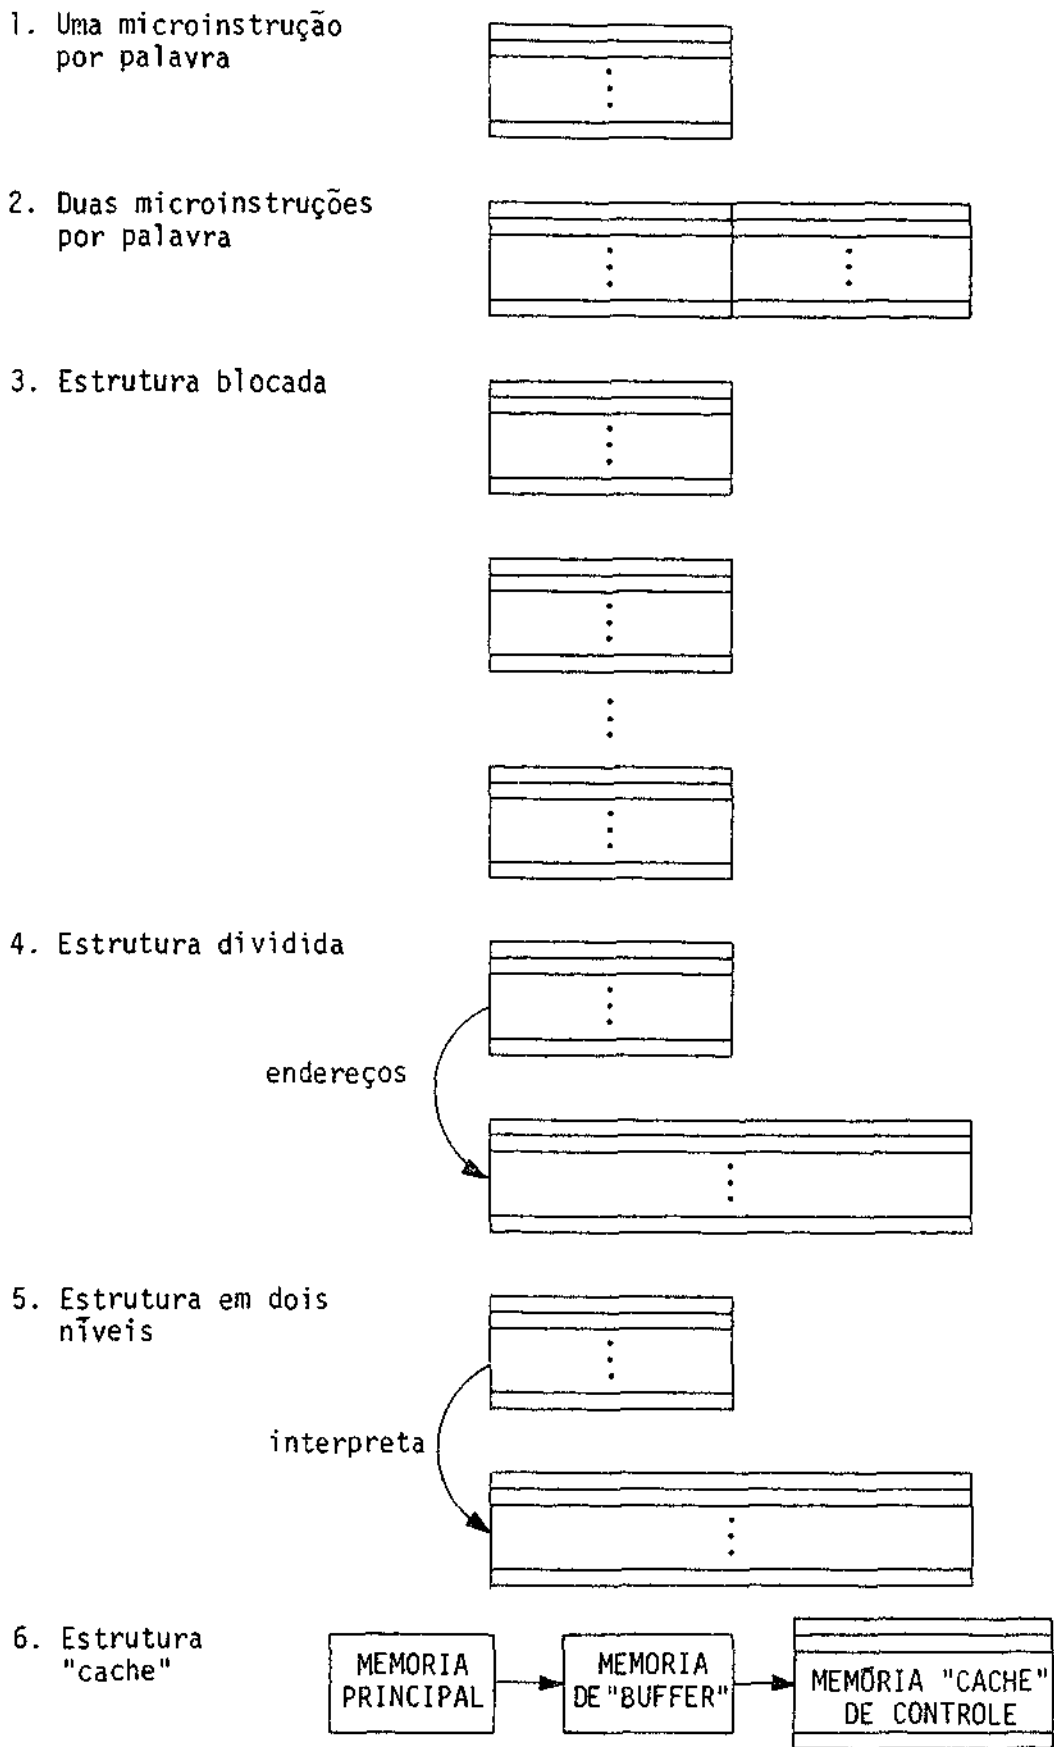 1. Uma microinstrução
por palavra
2. Duas microinstruções
por palavra
3. Estrutura blocada
4. Estrutura dividida
endereços
5. Estrutura em dois
níveis
interpreta
6. Estrutura
"cache"
MEMORIA
PRINCIPAL
MEMORIA
DE "BUFFER"
MEMÓRIA "CACHE"
DE CONTROLE